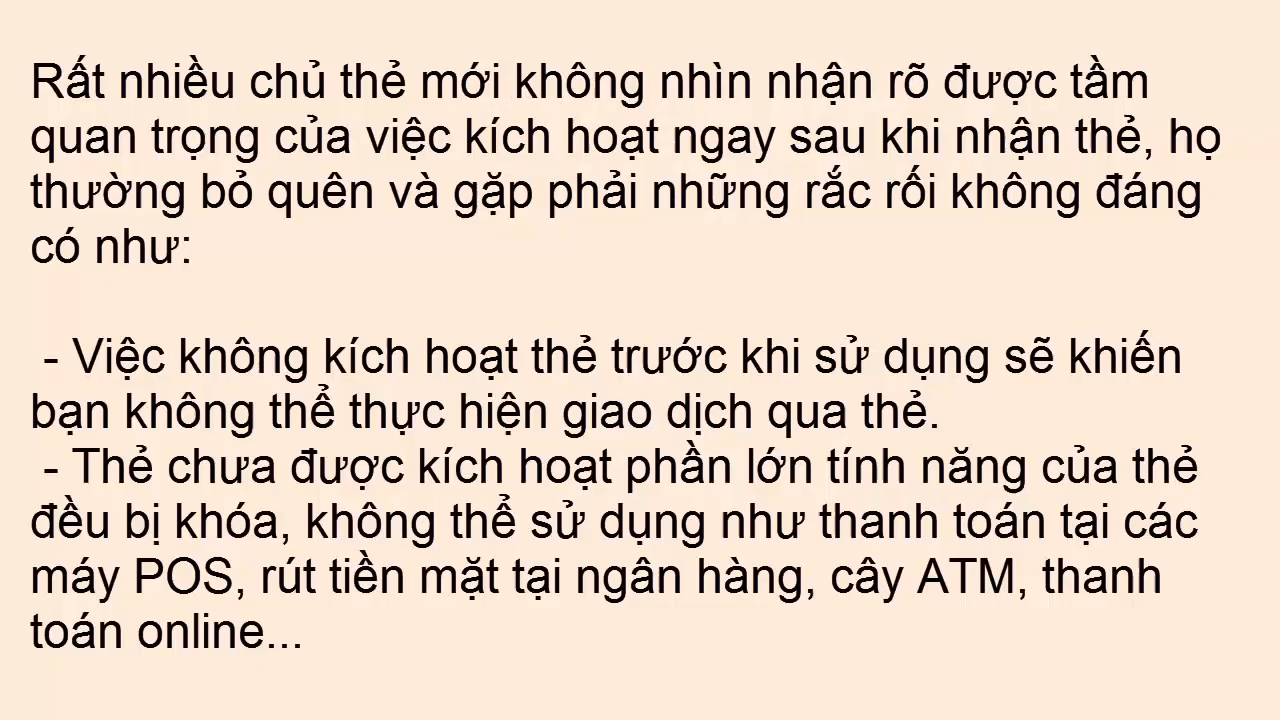 Rất nhiều chủ thẻ mới không nhìn nhận rõ được tầm
quan trọng của việc kích hoạt ngay sau khi nhận thẻ, họ
thường bỏ quên và gặp phải những rắc rối không đáng
có như:
- Việc không kích hoạt thẻ trước khi sử dụng sẽ khiến
bạn không thể thực hiện giao dịch qua thẻ.
- Thẻ chưa được kích hoạt phần lớn tính năng của thẻ
đều bị khóa, không thể sử dụng như thanh toán tại các
máy POS, rút tiền mặt tại ngân hàng, cây ATM, thanh
toán online...